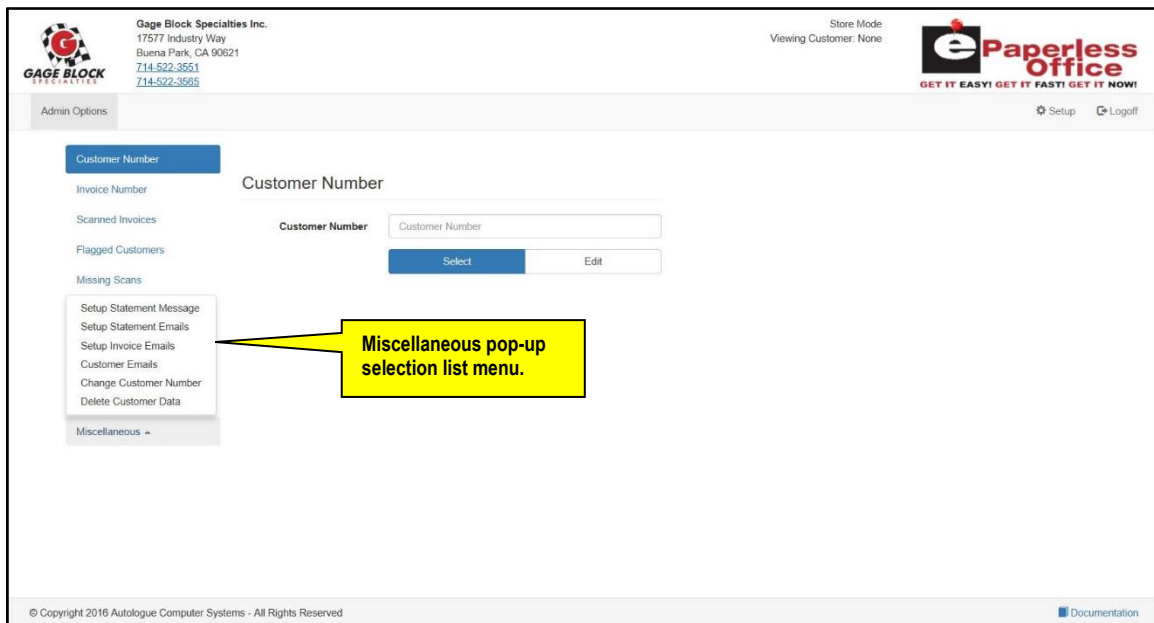 Gage Block Specialties Inc.
17577 Industry Way
Buena Park, CA 90621
714-522-3551
714-522-3565
G
GAGE BLOCK
SPECIALTIES
Store Mode
Viewing Customer: None
e Paperless
Office
GET IT EASY! GET IT FAST! GET IT NOW!
Admin Options
Setup
Logoff
Customer Number
Invoice Number
Scanned Invoices
Flagged Customers
Missing Scans
Setup Statement Message
Setup Statement Emails
Setup Invoice Emails
Customer Emails
Change Customer Number
Delete Customer Data
Miscellaneous
Customer Number
Customer Number
Customer Number
Select
Edit
Miscellaneous pop-up
selection list menu.
© Copyright 2016 Autologue Computer Systems - All Rights Reserved
Documentation